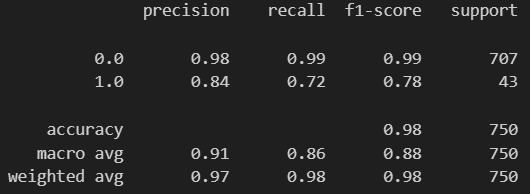 precision recall f1-score support
0.0 0.98 0.99 0.99 707
1.0 0.84 0.72 0.78 43
accuracy 0.98 750
macro avg 0.91 0.86 0.88 750
weighted avg 0.97 0.98 0.98 750